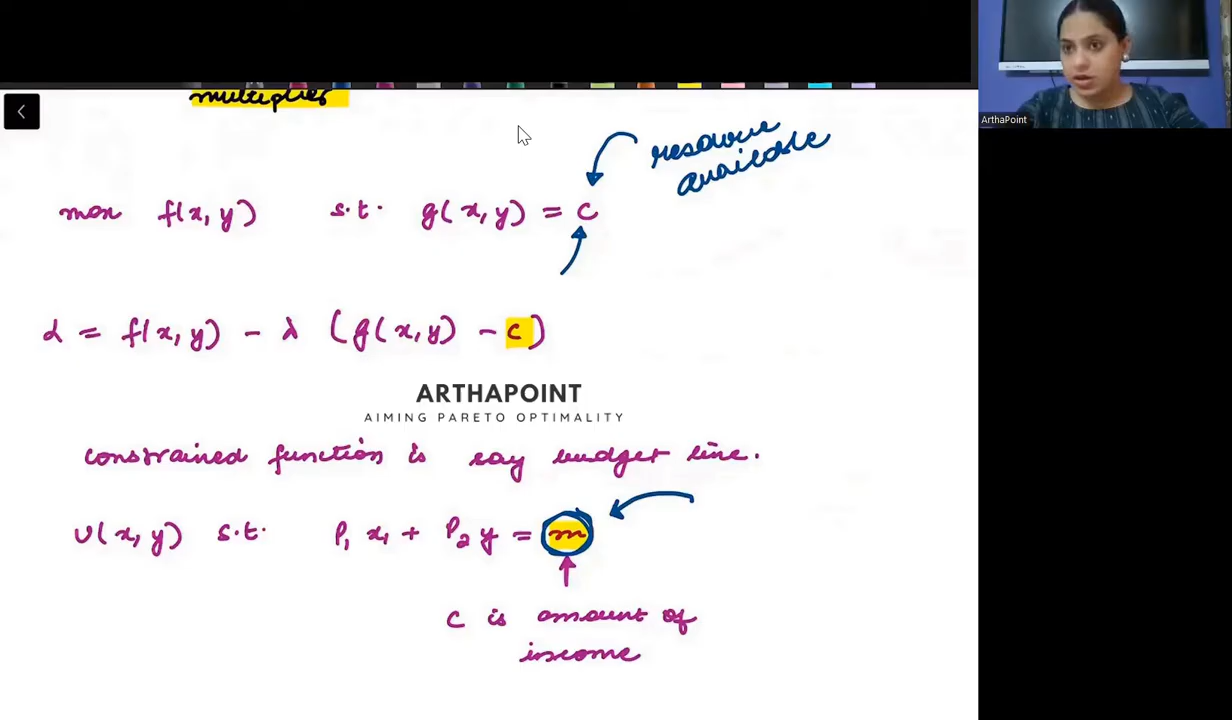 multiplier
resource
available
max f(x, y) s.t. g(x, y) = c
L = f(x, y) - λ (g(x, y) - c)
ARTHAPOINT
AIMING PARETO OPTIMALITY
constrained function is say budget line.
U(x, y) s.t. P₁ x₁ + P₂ y = m
c is amount of
income
ArthaPoint